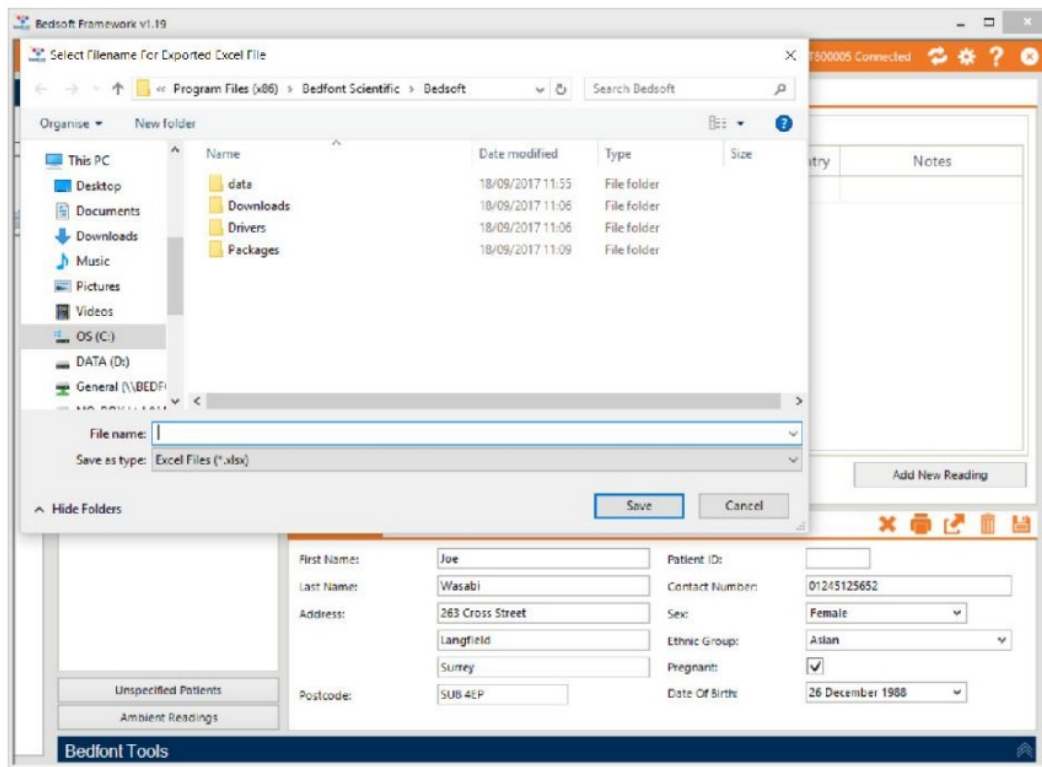 Bedsoft Framework v1.19
Select Filename For Exported Excel File
T800005 Connected
« Program Files (x86) › Bedfont Scientific › Bedsoft
Search Bedsoft
Organise
New folder
Name Date modified Type Size
This PC
Desktop
Documents
Downloads
Music
Pictures
Videos
OS (C:)
DATA (D:)
General (\\BEDF
data 18/09/2017 11:55 File folder
Downloads 18/09/2017 11:06 File folder
Drivers 18/09/2017 11:06 File folder
Packages 18/09/2017 11:09 File folder
try Notes
File name:
Save as type: Excel Files (*.xlsx)
Hide Folders
Save Cancel
Add New Reading
First Name: Joe
Last Name: Wasabi
Address: 263 Cross Street
Langfield
Surrey
Postcode: SU8 4EP
Patient ID:
Contact Number: 01245125652
Sex: Female
Ethnic Group: Asian
Pregnant:
Date Of Birth: 26 December 1988
Unspecified Patients
Ambient Readings
Bedfont Tools